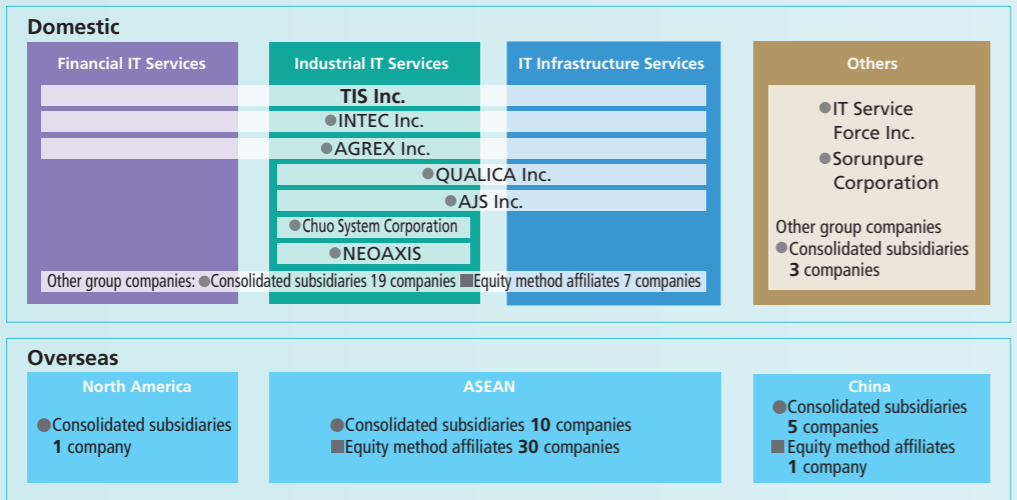 Domestic
Financial IT Services
Industrial IT Services
IT Infrastructure Services
Others
TIS Inc.
●INTEC Inc.
●AGREX Inc.
●QUALICA Inc.
●AJS Inc.
●Chuo System Corporation
●NEOAXIS
Other group companies: ●Consolidated subsidiaries 19 companies ■Equity method affiliates 7 companies
●IT Service
Force Inc.
●Sorunpure
Corporation
Other group companies
●Consolidated subsidiaries
3 companies
Overseas
North America
●Consolidated subsidiaries
1 company
ASEAN
●Consolidated subsidiaries 10 companies
■Equity method affiliates 30 companies
China
●Consolidated subsidiaries
5 companies
■Equity method affiliates
1 company